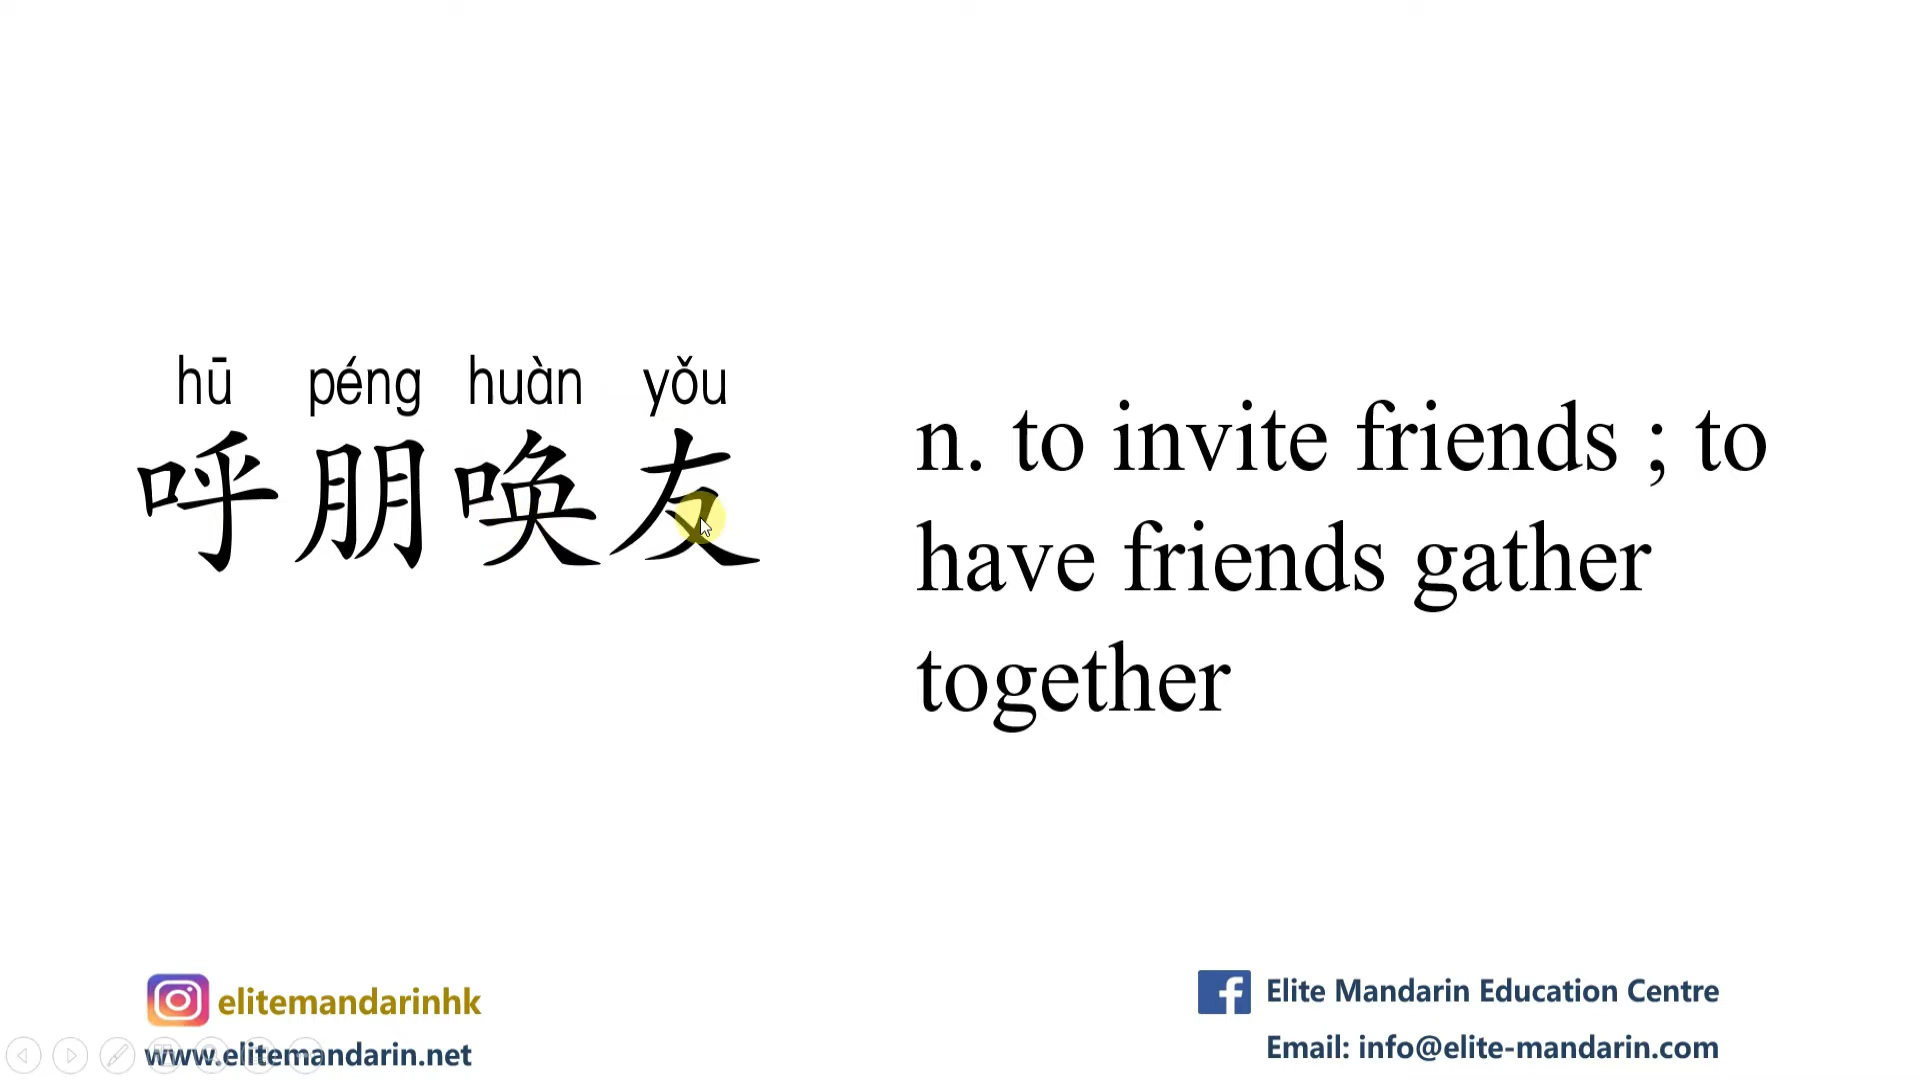 hū péng huàn yǒu
呼朋唤友
n. to invite friends ; to
have friends gather
together
elitemandarinhk
www.elitemandarin.net
Elite Mandarin Education Centre
Email: info@elite-mandarin.com